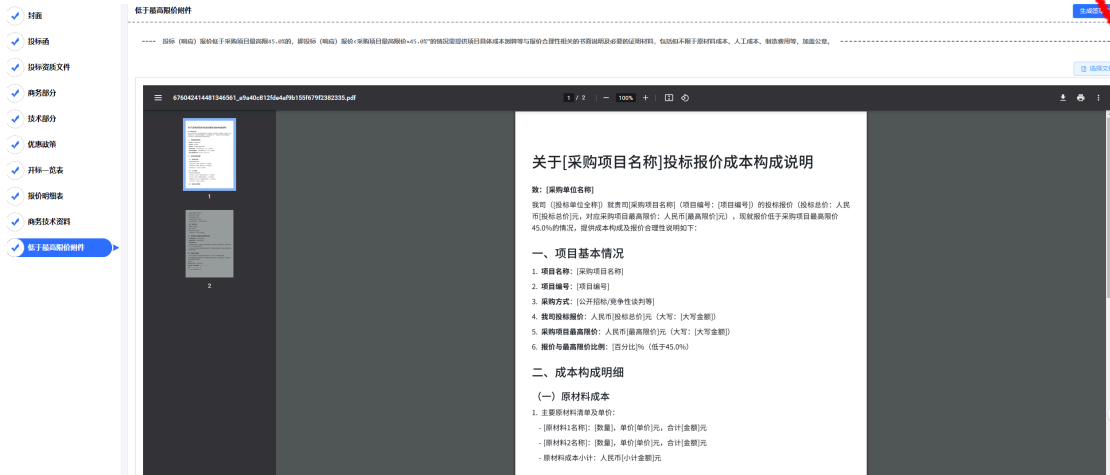 封面
投标函
投标资质文件
商务部分
技术部分
优惠政策
开标一览表
报价明细表
商务技术资料
低于最高限价附件
低于最高限价附件
生成签
投标（响应）报价低于采购项目最高限45.0%的，即投标（响应）报价<采购项目最高限价×45.0%"的情况需提供项目具体成本测算等与报价合理性相关的书面说明及必要的证明材料，包括但不限于原材料成本、人工成本、制造费用等，加盖公章。
选择文
676042414481346561_a9a40c812fde4af9b155f679f2382335.pdf
1 / 2
100%
1
2
关于[采购项目名称]投标报价成本构成说明
致：[采购单位名称]
我司（[投标单位全称]）就贵司[采购项目名称]（项目编号：[项目编号]）的投标报价（投标总价：人民
币[投标总价]元，对应采购项目最高限价：人民币[最高限价]元），现就报价低于采购项目最高限价
45.0%的情况，提供成本构成及报价合理性说明如下：
一、项目基本情况
1. 项目名称：[采购项目名称]
2. 项目编号：[项目编号]
3. 采购方式：[公开招标/竞争性谈判等]
4. 我司投标报价：人民币[投标总价]元（大写：[大写金额]）
5. 采购项目最高限价：人民币[最高限价]元（大写：[大写金额]）
6. 报价与最高限价比例：[百分比]%（低于45.0%）
二、成本构成明细
（一）原材料成本
1. 主要原材料清单及单价：
- [原材料1名称]：[数量]，单价[单价]元，合计[金额]元
- [原材料2名称]：[数量]，单价[单价]元，合计[金额]元
- 原材料成本小计：人民币[小计金额]元